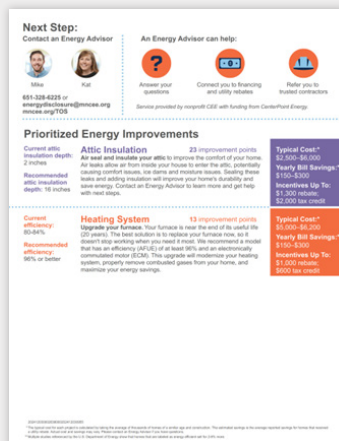 Next Step:
Contact an Energy Advisor
An Energy Advisor can help:
Mike
Kat
Answer your
questions
Connect you to financing
and utility rebates
Refer you to
trusted contractors
651-328-6225 or
energydisclosure@mncee.org
mncee.org/TOS
Service provided by nonprofit CEE with funding from CenterPoint Energy
Prioritized Energy Improvements
Current attic
insulation depth:
2 inches
Recommended
attic insulation
depth: 16 inches
Attic Insulation
23 improvement points
Air seal and insulate your attic to improve the comfort of your home.
Air leaks allow air from inside your house to enter the attic, potentially
causing comfort issues, ice dams and moisture issues. Sealing these
leaks and adding insulation will improve your home's durability and
save energy. Contact an Energy Advisor to learn more and get help
with next steps.
Typical Cost:*
$2,500–$6,000
Yearly Bill Savings:*
$150–$300
Incentives Up To:
$1,300 rebate;
$2,000 tax credit
Current
efficiency:
80-84%
Recommended
efficiency:
96% or better
Heating System
13 improvement points
Upgrade your furnace. Your furnace is near the end of its useful life
(20 years). The best solution is to replace your furnace now, so it
doesn't stop working when you need it most. We recommend a model
that has an efficiency (AFUE) of at least 96% and an electronically
commutated motor (ECM). This upgrade will modernize your heating
system, properly remove combusted gases from your home, and
maximize your energy savings.
Typical Cost:*
$5,000–$8,200
Yearly Bill Savings:*
$150–$300
Incentives Up To:
$1,000 rebate;
$600 tax credit